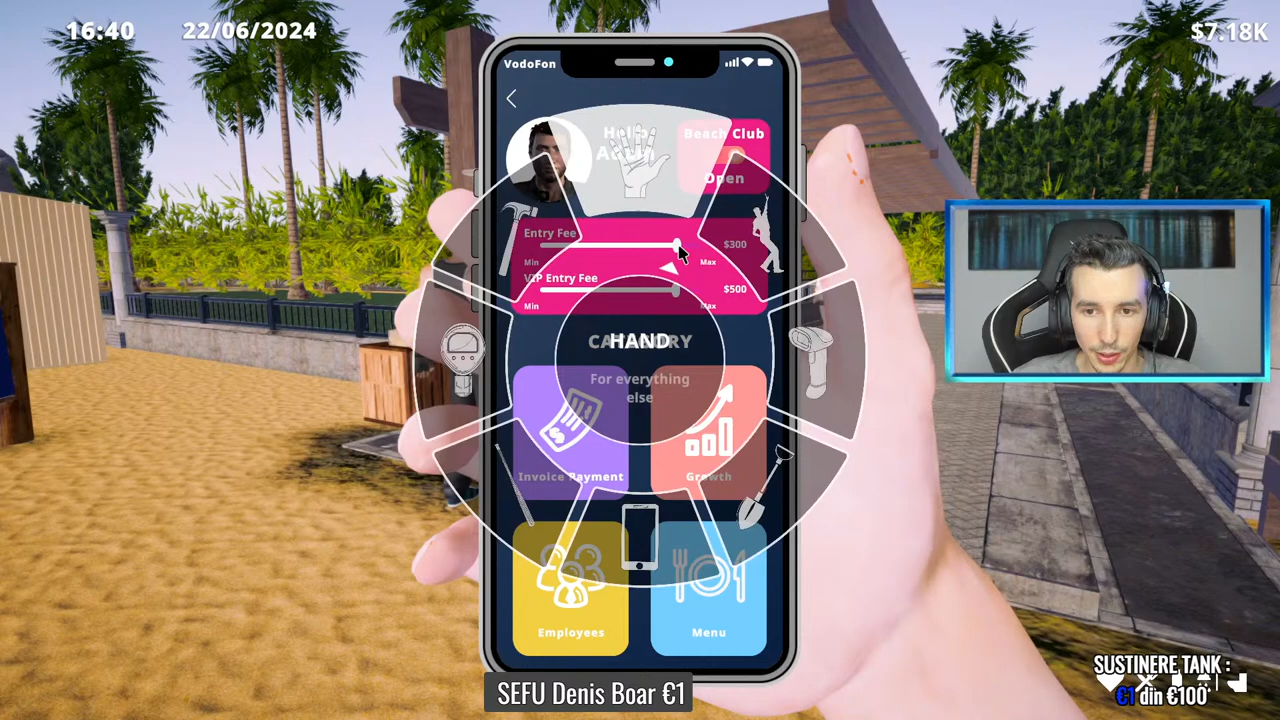 16:40
22/06/2024
$7.18K
VodoFon
Hello
Beach Club
Open
Entry Fee
$300
Min
Max
VIP Entry Fee
$500
Min
Max
CATEGORY
HAND
For everything
else
Invoice Payment
Growth
Employees
Menu
SEFU Denis Boar €1
SUSTINERE TANK :
€1 din €100